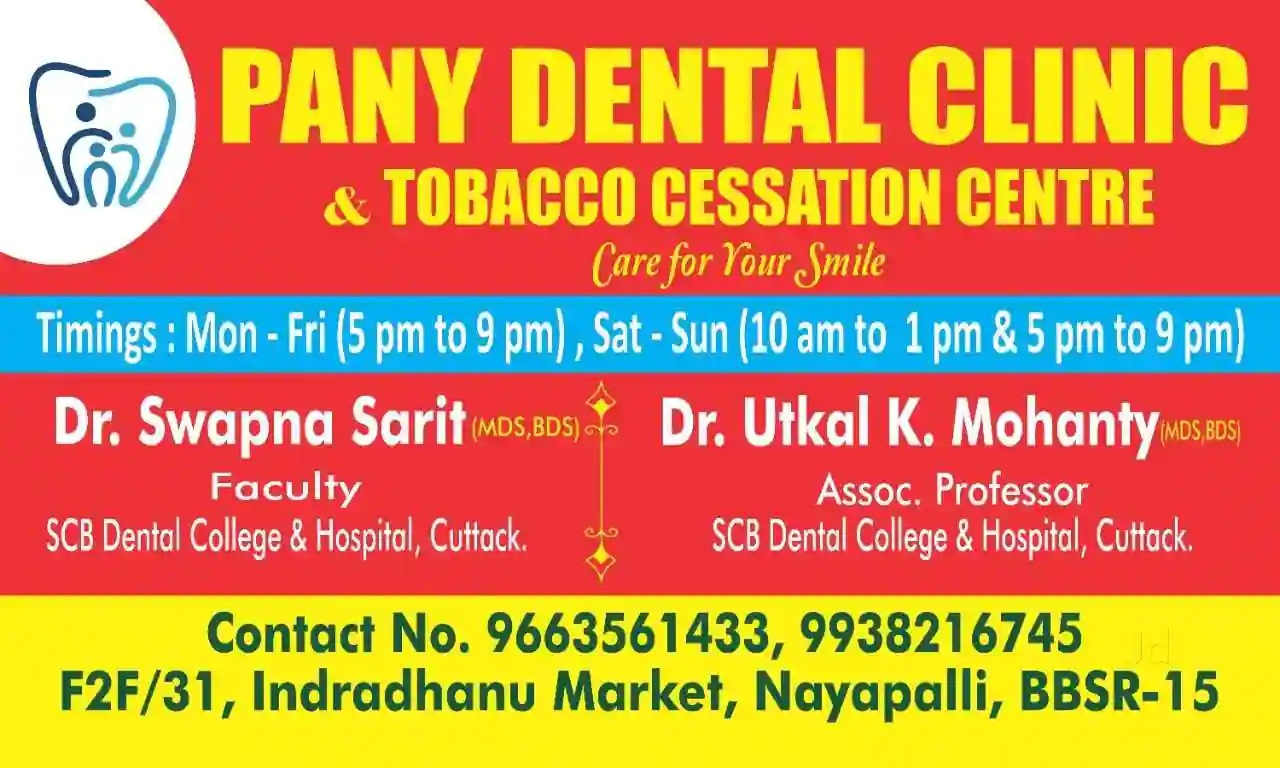 PANY DENTAL CLINIC
& TOBACCO CESSATION CENTRE
Care for Your Smile
Timings : Mon - Fri (5 pm to 9 pm) , Sat - Sun (10 am to 1 pm & 5 pm to 9 pm)
Dr. Swapna Sarit (MDS,BDS)
Faculty
SCB Dental College & Hospital, Cuttack.
Dr. Utkal K. Mohanty (MDS,BDS)
Assoc. Professor
SCB Dental College & Hospital, Cuttack.
Contact No. 9663561433, 9938216745
Jd
F2F/31, Indradhanu Market, Nayapalli, BBSR-15